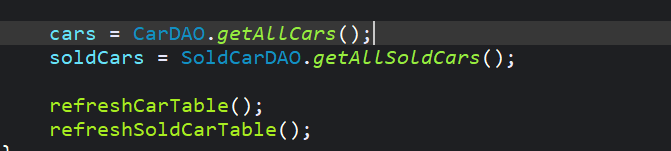 cars = CarDAO.getAllCars();
soldCars = SoldCarDAO.getAllSoldCars();
refreshCarTable();
refreshSoldCarTable();
}